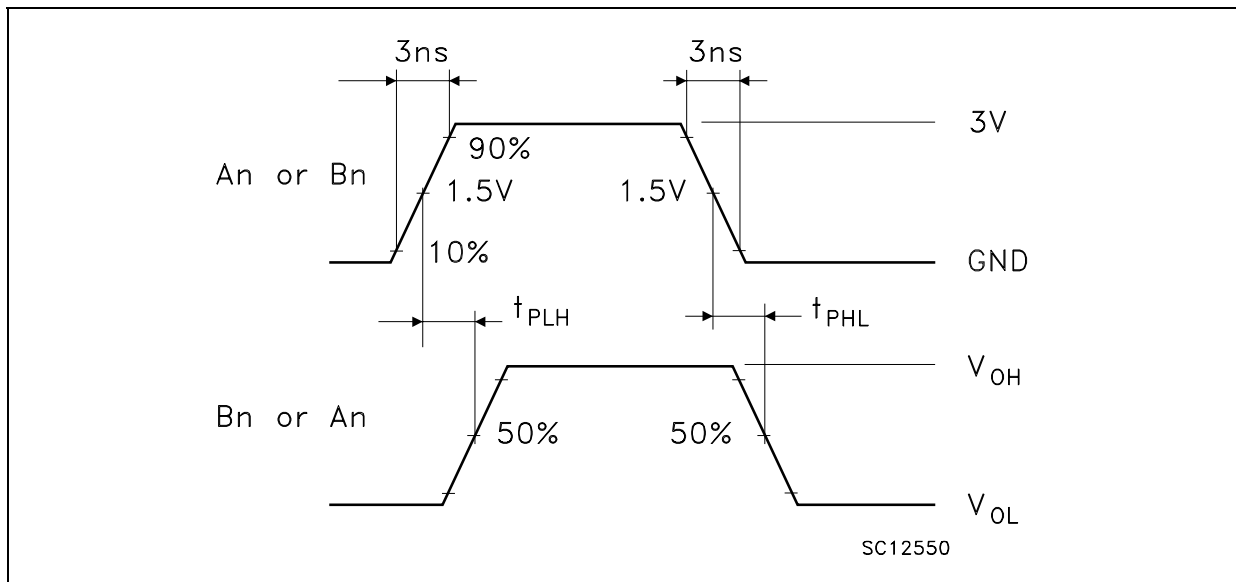 3ns 3ns
3V
90%
An or Bn
1.5V 1.5V
10%
GND
tPLH tPHL
VOH
Bn or An
50% 50%
VOL
SC12550